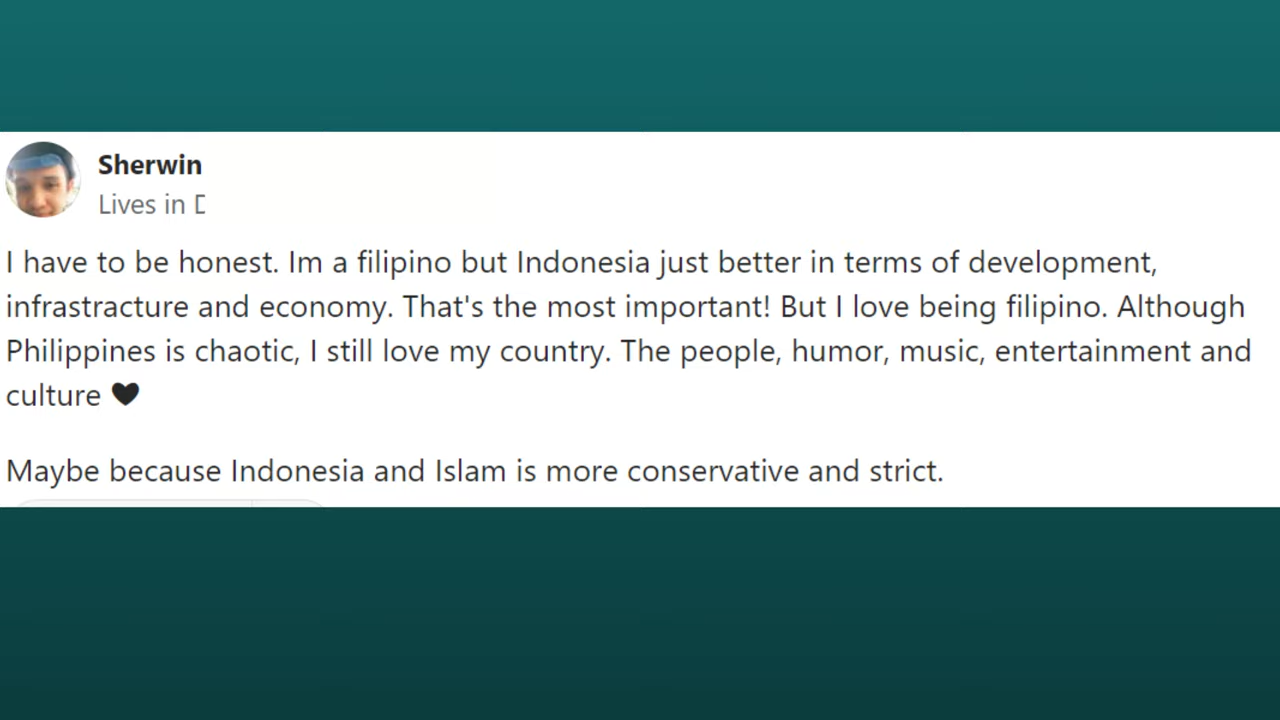 Sherwin
Lives in
I have to be honest. Im a filipino but Indonesia just better in terms of development,
infrastracture and economy. That's the most important! But I love being filipino. Although
Philippines is chaotic, I still love my country. The people, humor, music, entertainment and
culture 🖤
Maybe because Indonesia and Islam is more conservative and strict.